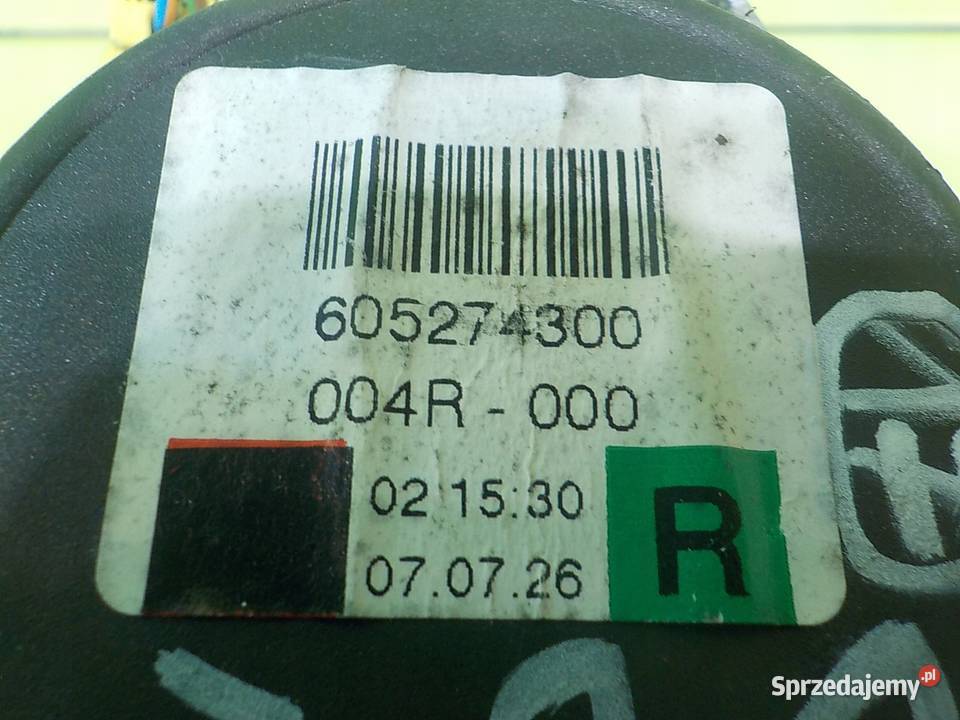 605274300
004R - 000
02 15:30
07.07.26
R
Sprzedajemy.pl